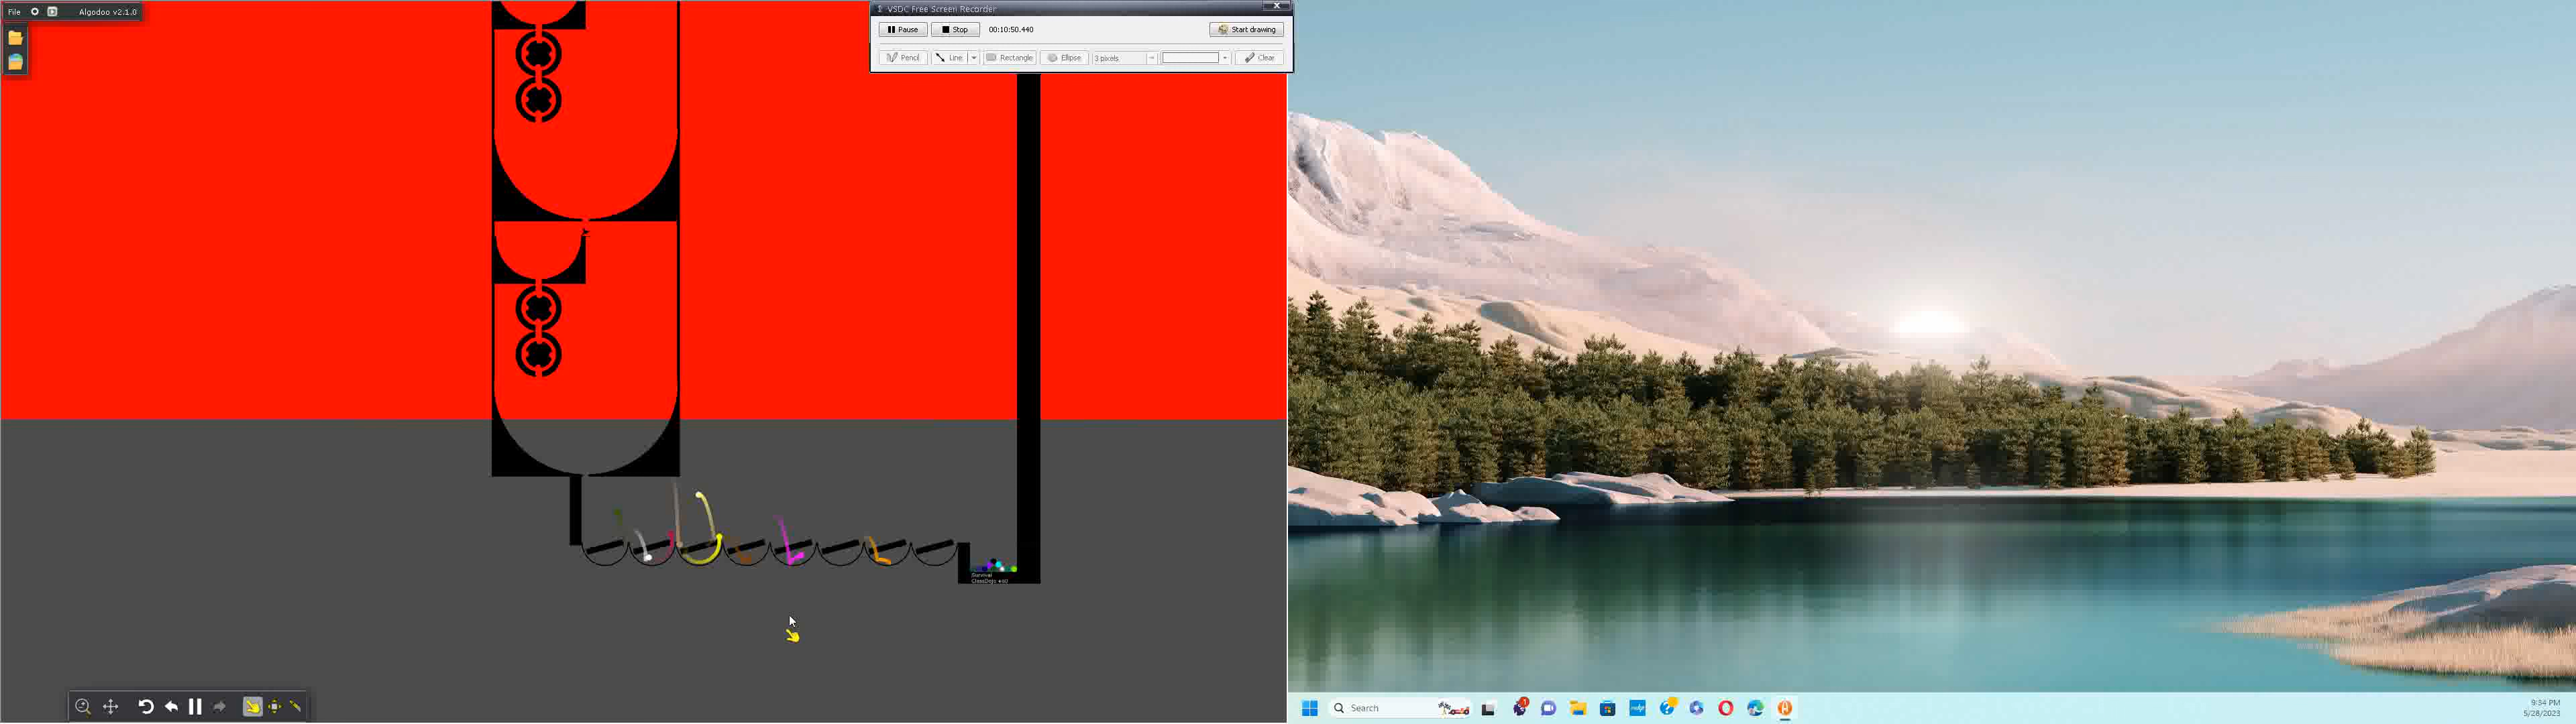 File
Algodoo v2.1.0
VSDC Free Screen Recorder
Pause
Stop
00:10:50.440
Start drawing
Pencil
Line
Rectangle
Ellipse
3 pixels
Clear
Survival
Search
9:34 PM
5/28/2023